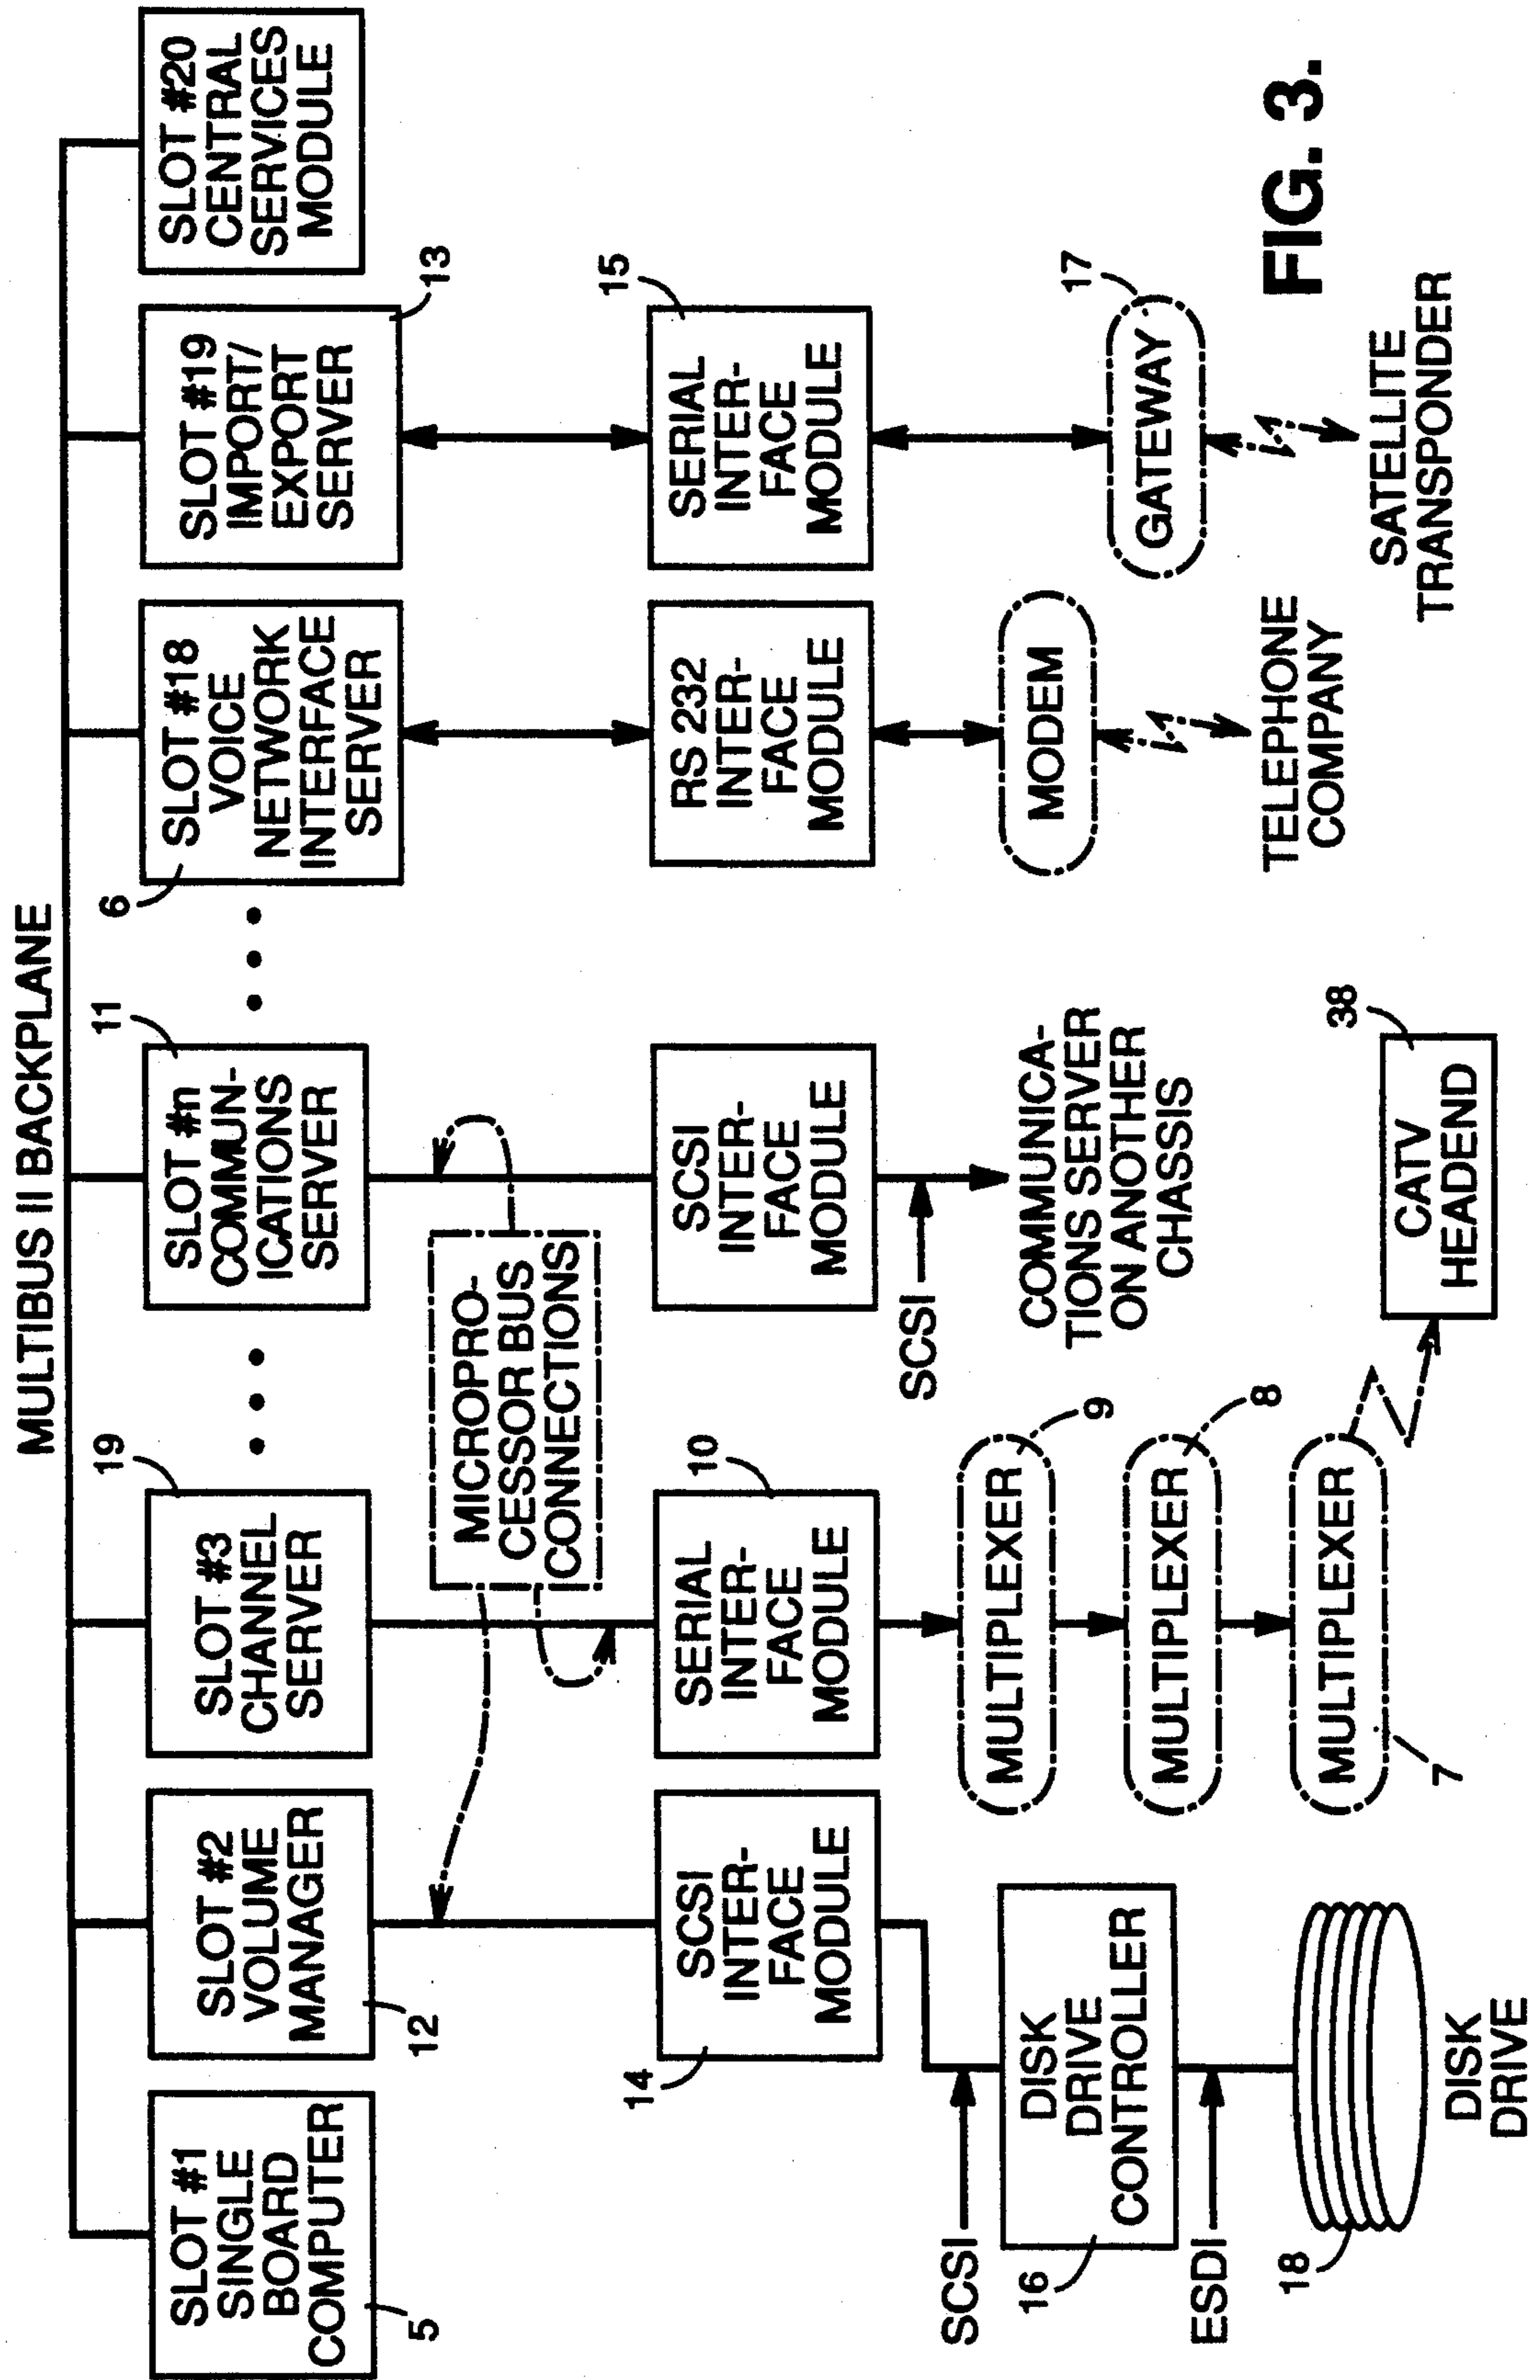 MULTIBUS II BACKPLANE
SLOT #1
SINGLE
BOARD
COMPUTER
5
SLOT #2
VOLUME
MANAGER
12
SLOT #3
CHANNEL
SERVER
19
SLOT #n
COMMUN-
ICATIONS
SERVER
11
SLOT #18
VOICE
NETWORK
INTERFACE
SERVER
6
SLOT #19
IMPORT/
EXPORT
SERVER
13
SLOT #20
CENTRAL
SERVICES
MODULE
MICROPRO-
CESSOR BUS
CONNECTIONS
SCSI
INTER-
FACE
MODULE
14
SERIAL
INTER-
FACE
MODULE
10
SCSI
INTER-
FACE
MODULE
RS 232
INTER-
FACE
MODULE
SERIAL
INTER-
FACE
MODULE
15
SCSI
DISK
DRIVE
CONTROLLER
16
ESDI
18
DISK
DRIVE
MULTIPLEXER
9
MULTIPLEXER
8
MULTIPLEXER
7
SCSI
COMMUNICA-
TIONS SERVER
ON ANOTHER
CHASSIS
CATV
HEADEND
38
MODEM
TELEPHONE
COMPANY
GATEWAY
17
SATELLITE
TRANSPONDER
FIG. 3.